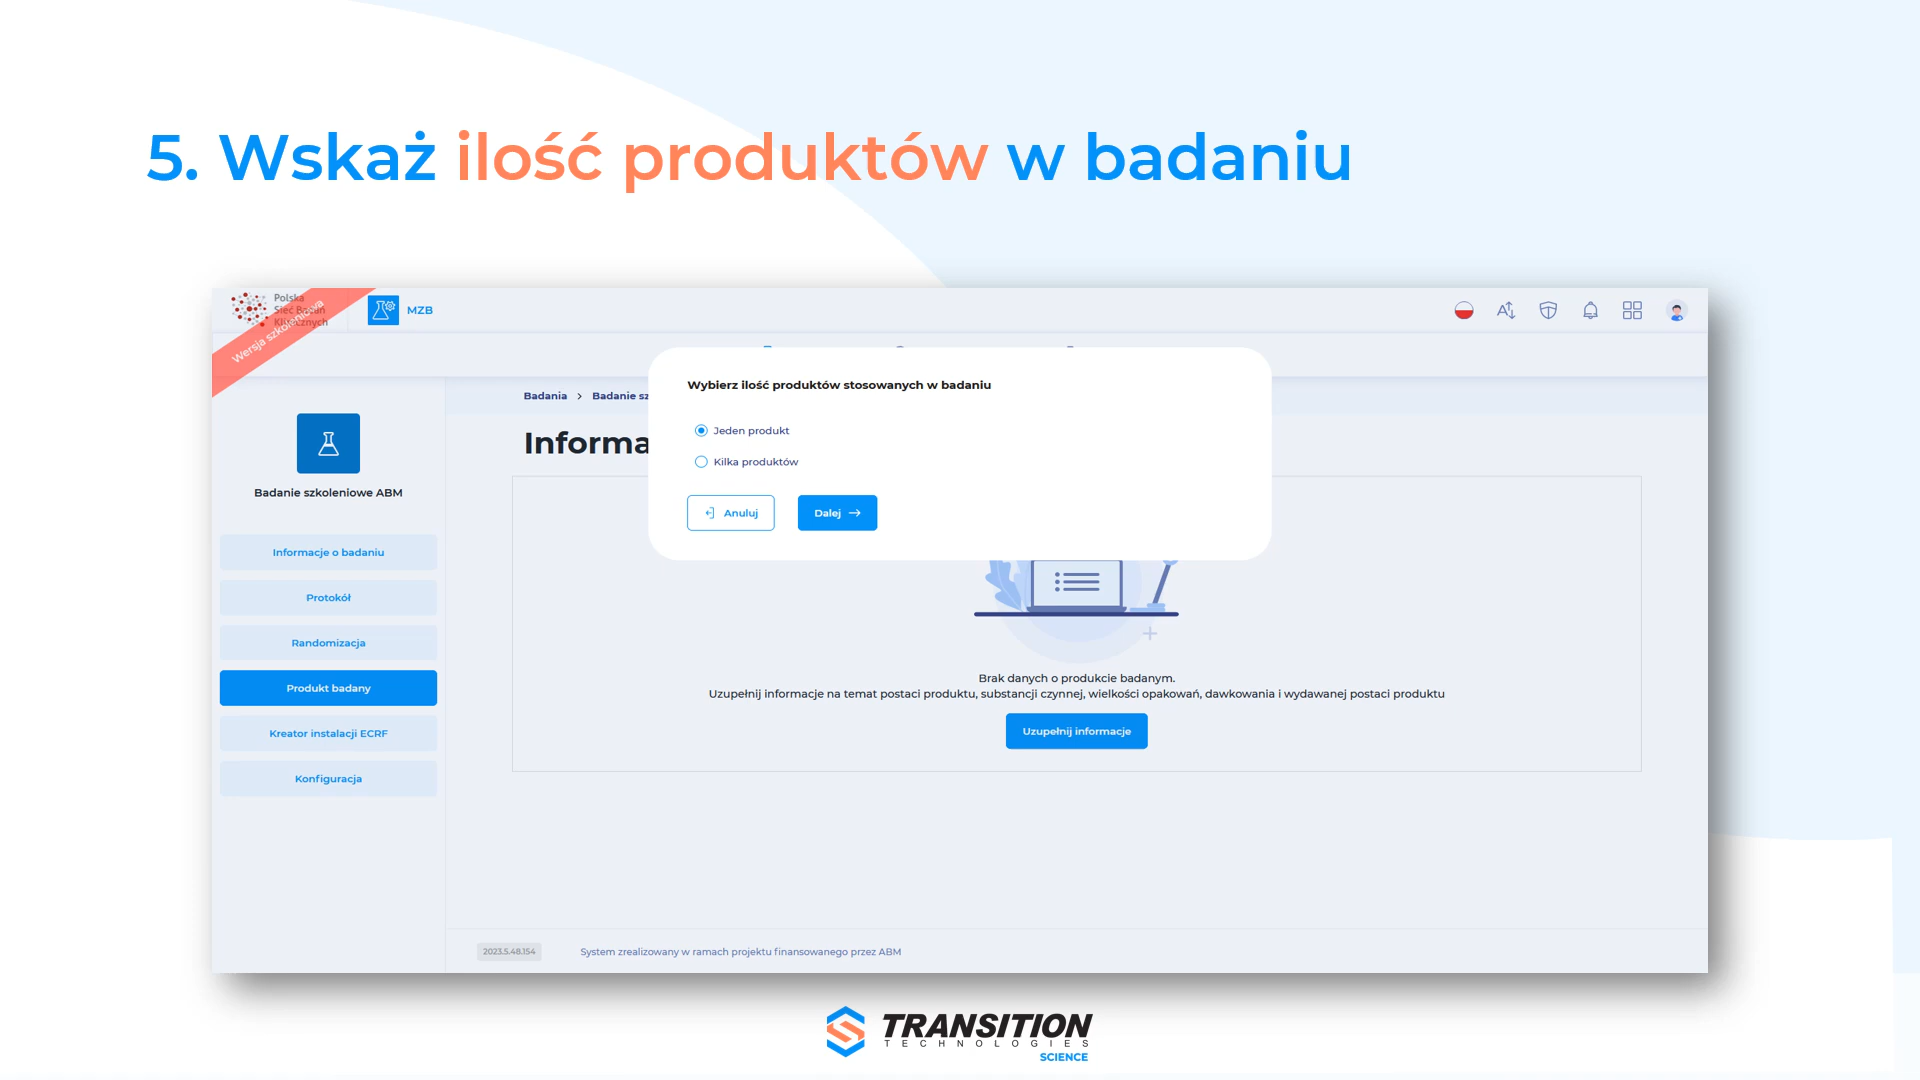 5. Wskaż ilość produktów w badaniu
Polska
Sieć Badań
Klinicznych
Wersja szkoleniowa
MZB
Wybierz ilość produktów stosowanych w badaniu
Jeden produkt
Kilka produktów
Anuluj
Dalej
Badania > Badanie sz
Informa
Badanie szkoleniowe ABM
Informacje o badaniu
Protokół
Randomizacja
Produkt badany
Kreator instalacji ECRF
Konfiguracja
Brak danych o produkcie badanym.
Uzupełnij informacje na temat postaci produktu, substancji czynnej, wielkości opakowań, dawkowania i wydawanej postaci produktu
Uzupełnij informacje
2023.S.48.154
System zrealizowany w ramach projektu finansowanego przez ABM
TRANSITION
TECHNOLOGIES
SCIENCE